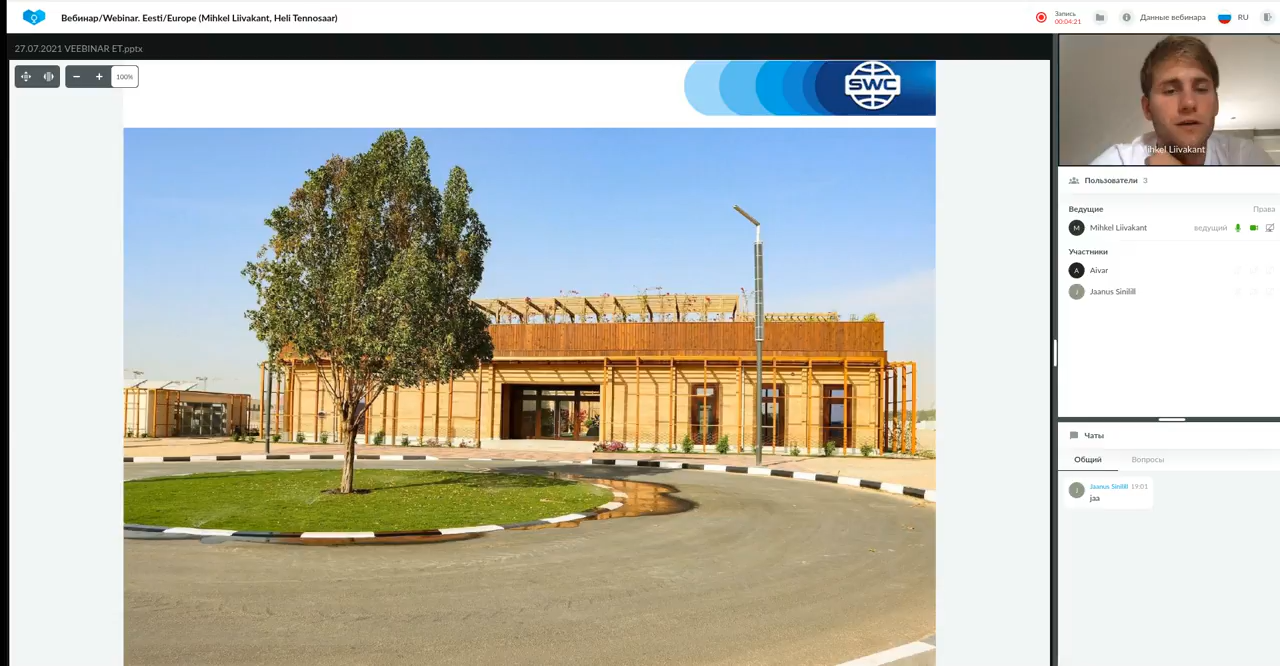 Вебинар/Webinar. Eesti/Europe (Mihkel Liivakant, Heli Tennosaar)
Запись
00:04:21
Данные вебинара
RU
27.07.2021 VEEBINAR ET.pptx
100%
SWC
Mihkel Liivakant
Пользователи 3
Ведущие Права
M Mihkel Liivakant ведущий
Участники
A Aivar
J Jaanus Sinilill
Чаты
Общий Вопросы
J Jaanus Sinilill 19:01
jaa